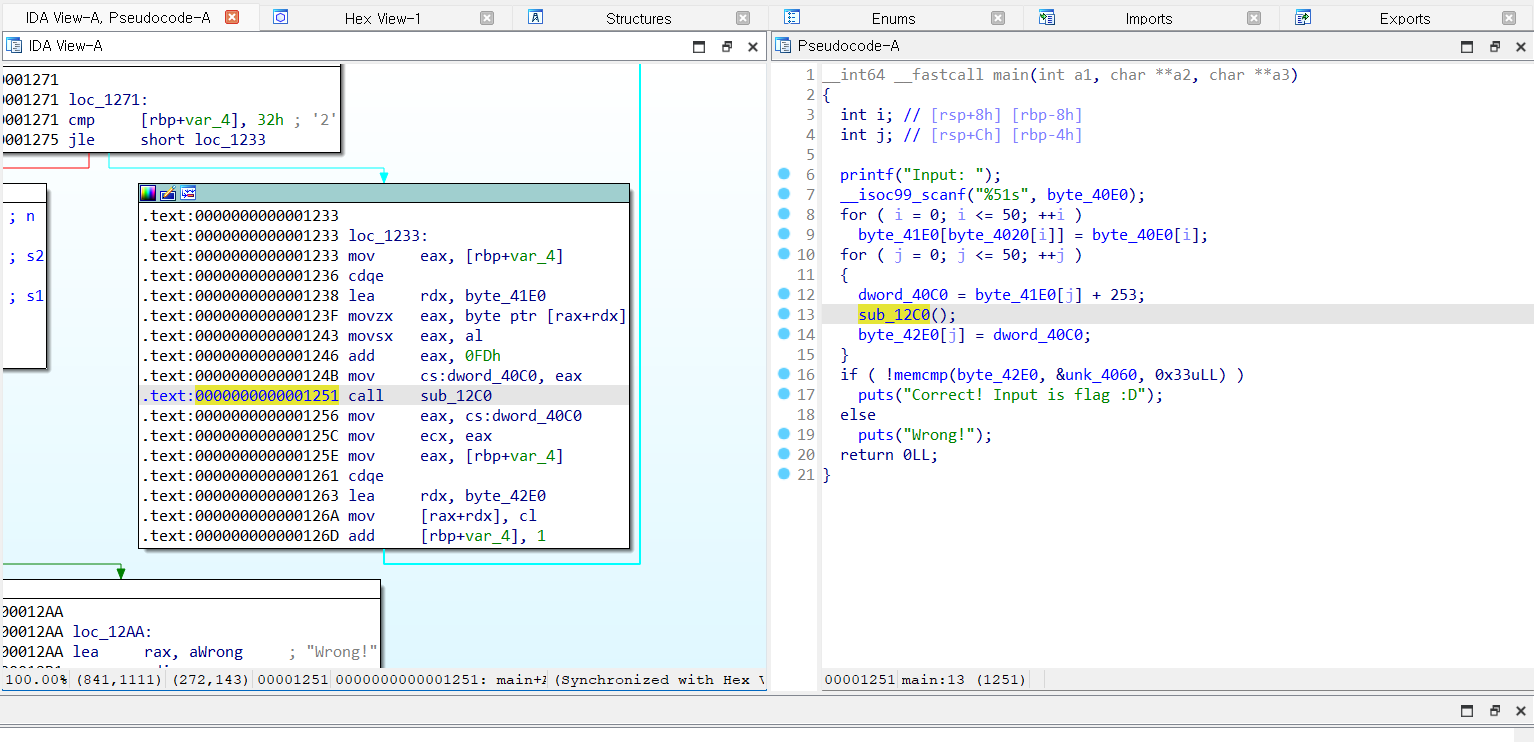 IDA View-A, Pseudocode-A
Hex View-1
Structures
Enums
Imports
Exports
IDA View-A
0001271
0001271 loc_1271:
0001271 cmp     [rbp+var_4], 32h ; '2'
0001275 jle     short loc_1233
; n
; s2
; s1
.text:0000000000001233
.text:0000000000001233 loc_1233:
.text:0000000000001233 mov     eax, [rbp+var_4]
.text:0000000000001236 cdqe
.text:0000000000001238 lea     rdx, byte_41E0
.text:000000000000123F movzx   eax, byte ptr [rax+rdx]
.text:0000000000001243 movsx   eax, al
.text:0000000000001246 add     eax, 0FDh
.text:000000000000124B mov     cs:dword_40C0, eax
.text:0000000000001251 call    sub_12C0
.text:0000000000001256 mov     eax, cs:dword_40C0
.text:000000000000125C mov     ecx, eax
.text:000000000000125E mov     eax, [rbp+var_4]
.text:0000000000001261 cdqe
.text:0000000000001263 lea     rdx, byte_42E0
.text:000000000000126A mov     [rax+rdx], cl
.text:000000000000126D add     [rbp+var_4], 1
00012AA
00012AA loc_12AA:
00012AA lea     rax, aWrong     ; "Wrong!"
100.00% (841,1111) (272,143) 00001251 0000000000001251: main+ (Synchronized with Hex V
Pseudocode-A
1 __int64 __fastcall main(int a1, char **a2, char **a3)
2 {
3   int i; // [rsp+8h] [rbp-8h]
4   int j; // [rsp+Ch] [rbp-4h]
5
6   printf("Input: ");
7   __isoc99_scanf("%51s", byte_40E0);
8   for ( i = 0; i <= 50; ++i )
9     byte_41E0[byte_4020[i]] = byte_40E0[i];
10   for ( j = 0; j <= 50; ++j )
11   {
12     dword_40C0 = byte_41E0[j] + 253;
13     sub_12C0();
14     byte_42E0[j] = dword_40C0;
15   }
16   if ( !memcmp(byte_42E0, &unk_4060, 0x33uLL) )
17     puts("Correct! Input is flag :D");
18   else
19     puts("Wrong!");
20   return 0LL;
21 }
00001251 main:13 (1251)